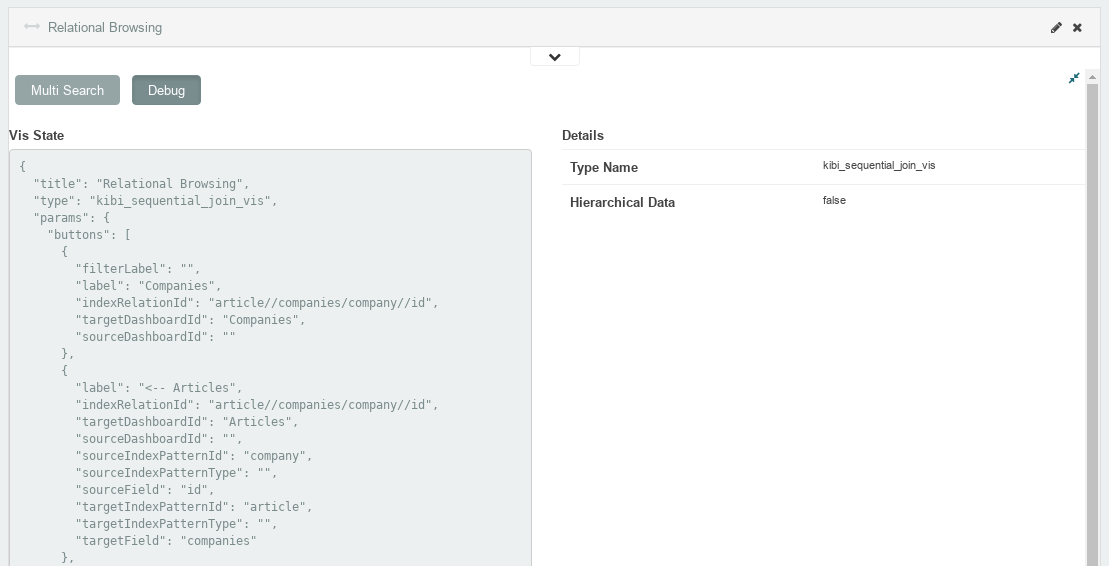 Relational Browsing
Multi Search
Debug
Vis State
{
  "title": "Relational Browsing",
  "type": "kibi_sequential_join_vis",
  "params": {
    "buttons": [
      {
        "filterLabel": "",
        "label": "Companies",
        "indexRelationId": "article//companies/company//id",
        "targetDashboardId": "Companies",
        "sourceDashboardId": ""
      },
      {
        "label": "<-- Articles",
        "indexRelationId": "article//companies/company//id",
        "targetDashboardId": "Articles",
        "sourceDashboardId": "",
        "sourceIndexPatternId": "company",
        "sourceIndexPatternType": "",
        "sourceField": "id",
        "targetIndexPatternId": "article",
        "targetIndexPatternType": "",
        "targetField": "companies"
      },
Details
Type Name kibi_sequential_join_vis
Hierarchical Data false